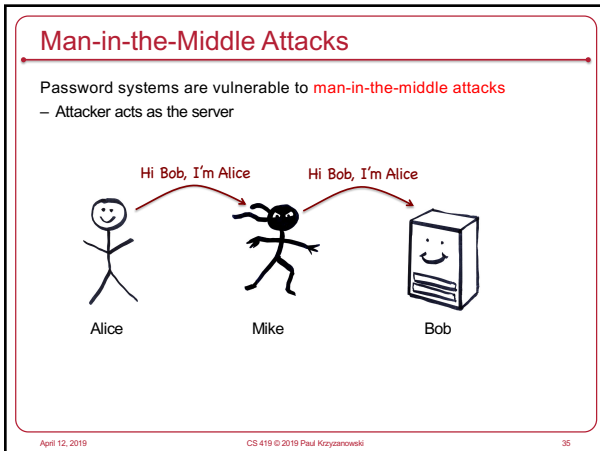 Man-in-the-Middle Attacks
Password systems are vulnerable to man-in-the-middle attacks
– Attacker acts as the server
Hi Bob, I'm Alice
Hi Bob, I'm Alice
Alice
Mike
Bob
April 12, 2019
CS 419 © 2019 Paul Krzyzanowski
35